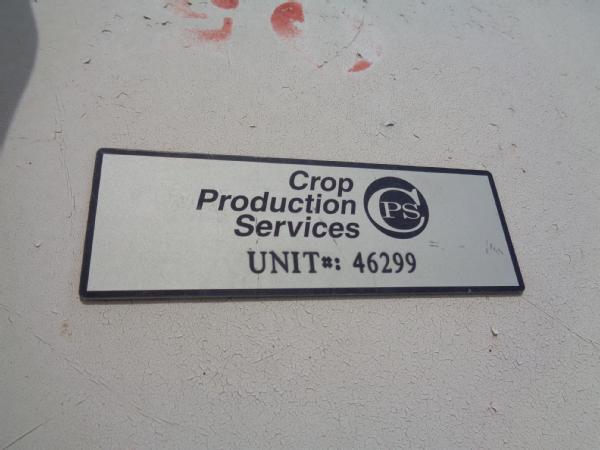 Crop
Production
Services
CPS
UNIT#: 46299